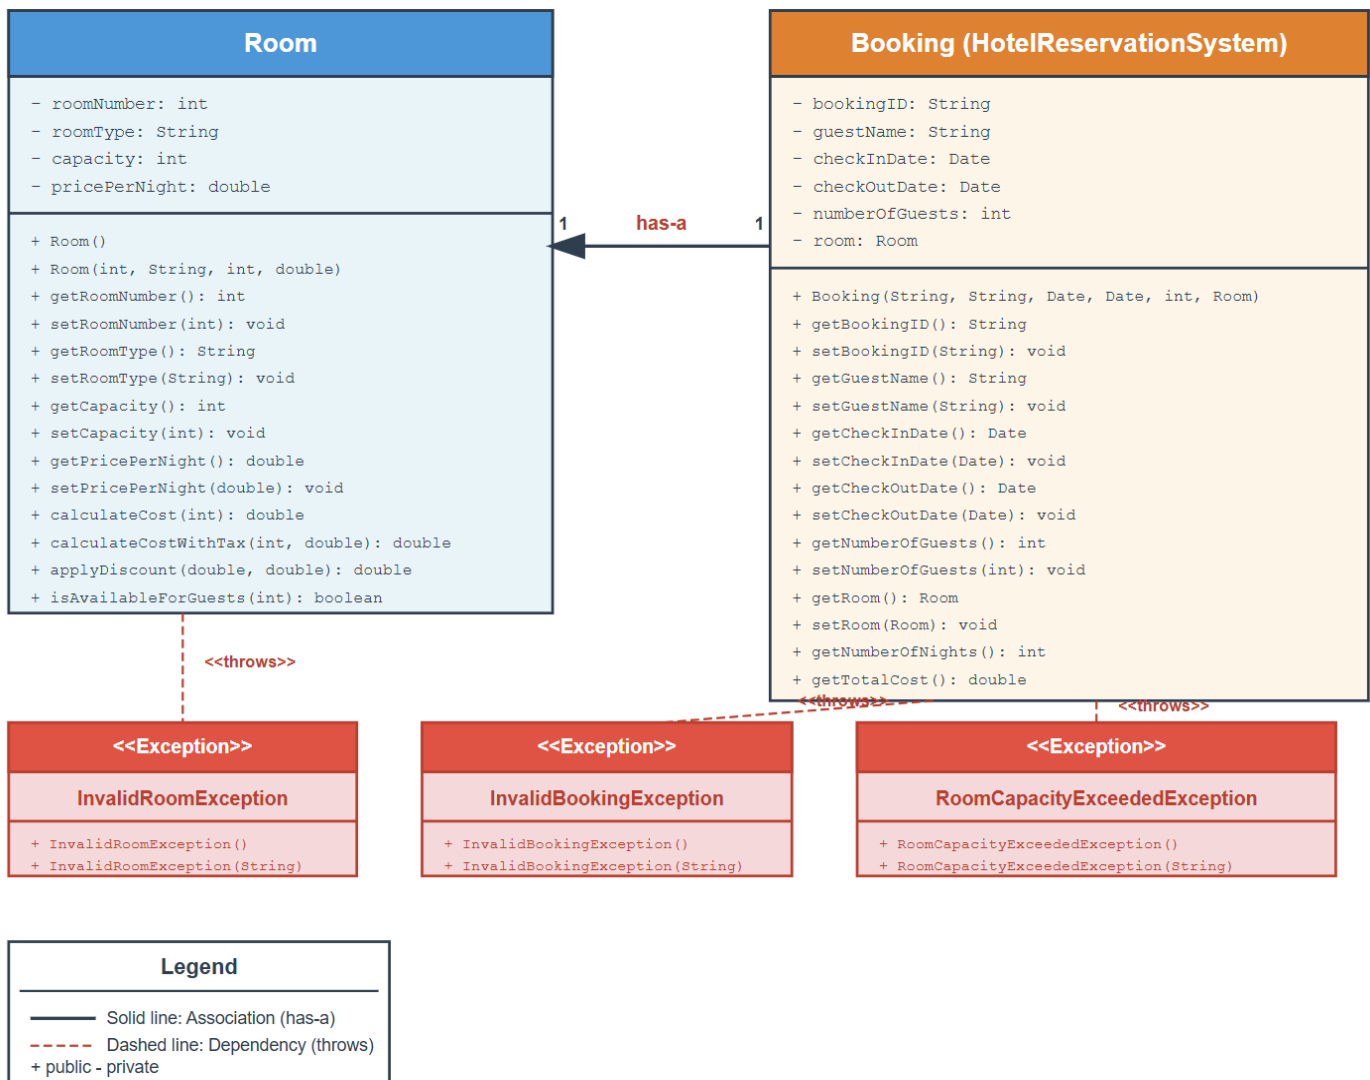 Room
- roomNumber: int
- roomType: String
- capacity: int
- pricePerNight: double
+ Room()
+ Room(int, String, int, double)
+ getRoomNumber(): int
+ setRoomNumber(int): void
+ getRoomType(): String
+ setRoomType(String): void
+ getCapacity(): int
+ setCapacity(int): void
+ getPricePerNight(): double
+ setPricePerNight(double): void
+ calculateCost(int): double
+ calculateCostWithTax(int, double): double
+ applyDiscount(double, double): double
+ isAvailableForGuests(int): boolean
1
has-a
1
Booking (HotelReservationSystem)
- bookingID: String
- guestName: String
- checkInDate: Date
- checkOutDate: Date
- numberOfGuests: int
- room: Room
+ Booking(String, String, Date, Date, int, Room)
+ getBookingID(): String
+ setBookingID(String): void
+ getGuestName(): String
+ setGuestName(String): void
+ getCheckInDate(): Date
+ setCheckInDate(Date): void
+ getCheckOutDate(): Date
+ setCheckOutDate(Date): void
+ getNumberOfGuests(): int
+ setNumberOfGuests(int): void
+ getRoom(): Room
+ setRoom(Room): void
+ getNumberOfNights(): int
+ getTotalCost(): double
<<throws>>
<<throws>>
<<throws>>
<<Exception>>
InvalidRoomException
+ InvalidRoomException()
+ InvalidRoomException(String)
<<Exception>>
InvalidBookingException
+ InvalidBookingException()
+ InvalidBookingException(String)
<<Exception>>
RoomCapacityExceededException
+ RoomCapacityExceededException()
+ RoomCapacityExceededException(String)
Legend
Solid line: Association (has-a)
Dashed line: Dependency (throws)
+ public - private